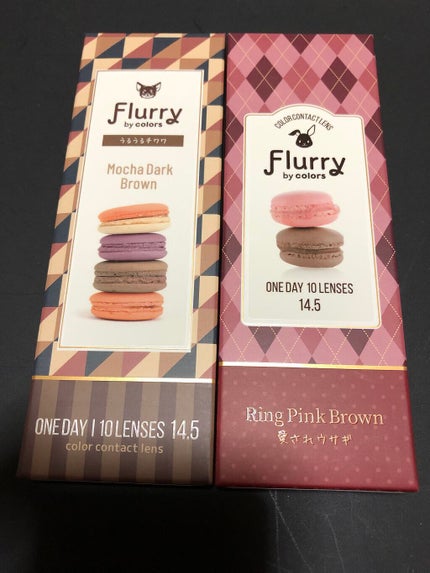 Flurry
by colors
うるうるチワワ
Mocha Dark
Brown
ONE DAY | 10 LENSES 14.5
color contact lens
COLOR CONTACT LENS
Flurry
by colors
ONE DAY 10 LENSES
14.5
Ring Pink Brown
愛されウサギ